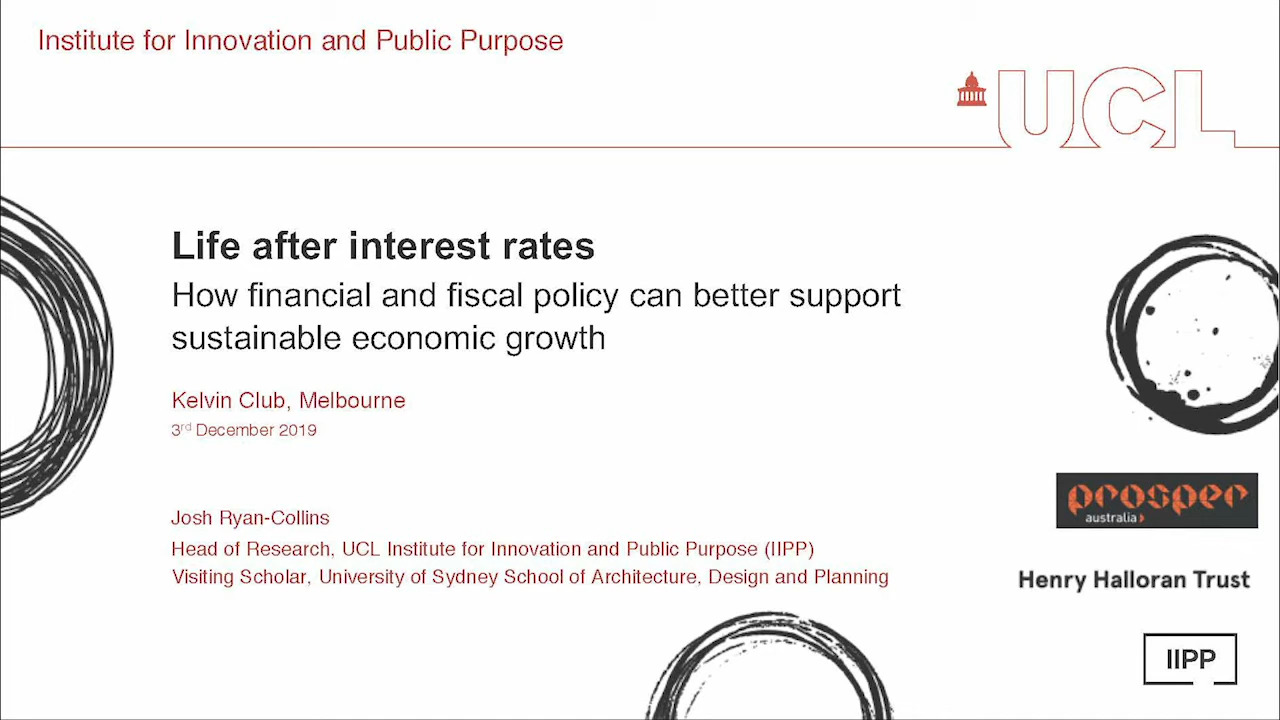 Institute for Innovation and Public Purpose
UCL
Life after interest rates
How financial and fiscal policy can better support
sustainable economic growth
Kelvin Club, Melbourne
3rd December 2019
Josh Ryan-Collins
Head of Research, UCL Institute for Innovation and Public Purpose (IIPP)
Visiting Scholar, University of Sydney School of Architecture, Design and Planning
prosper
australia
Henry Halloran Trust
IIPP